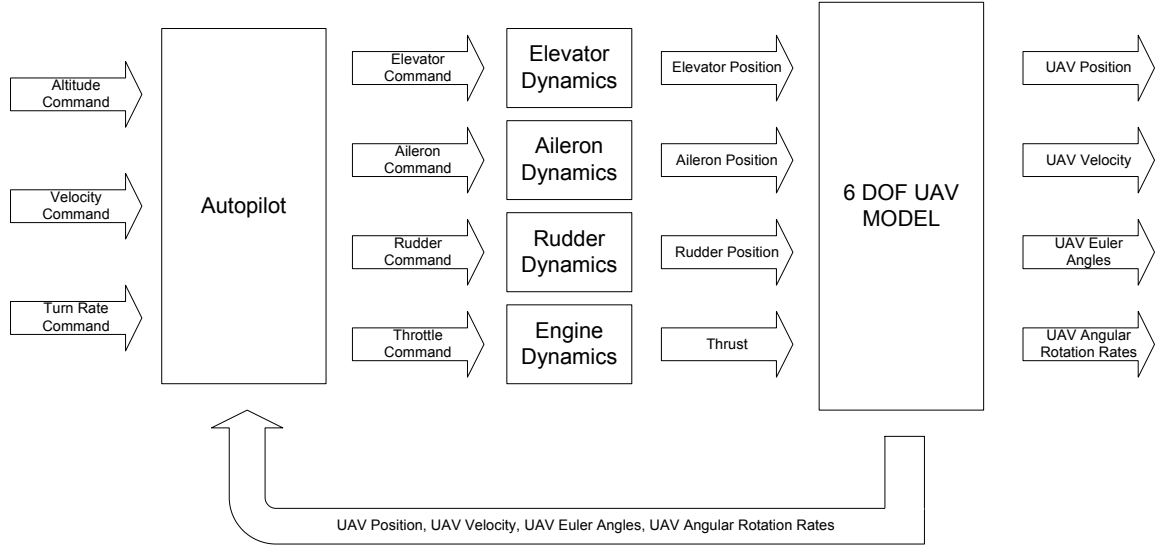 Altitude
Command
Velocity
Command
Turn Rate
Command
Autopilot
Elevator
Command
Aileron
Command
Rudder
Command
Throttle
Command
Elevator
Dynamics
Aileron
Dynamics
Rudder
Dynamics
Engine
Dynamics
Elevator Position
Aileron Position
Rudder Position
Thrust
6 DOF UAV
MODEL
UAV Position
UAV Velocity
UAV Euler
Angles
UAV Angular
Rotation Rates
UAV Position, UAV Velocity, UAV Euler Angles, UAV Angular Rotation Rates